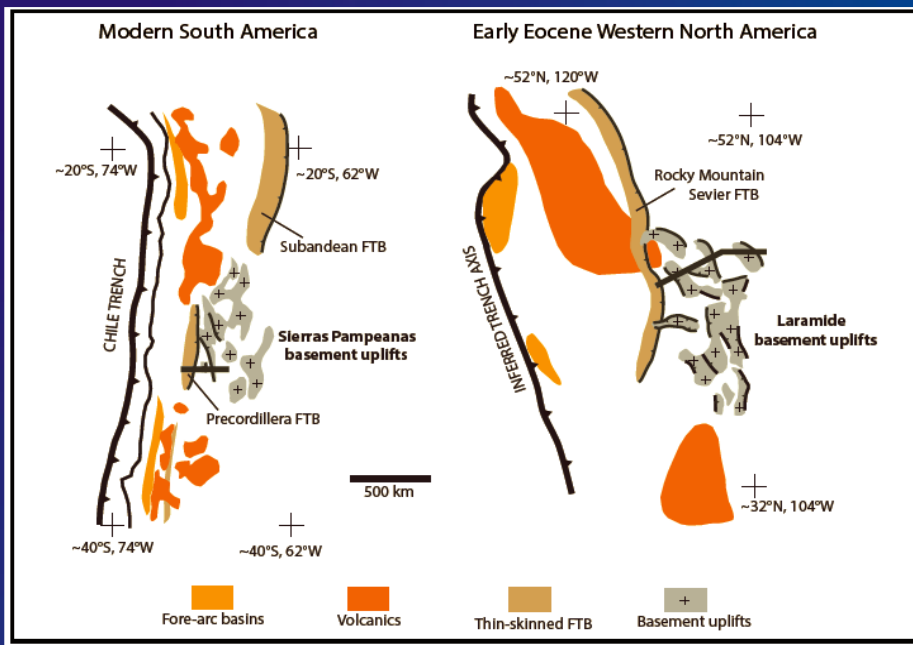 Modern South America
Early Eocene Western North America
~52°N, 120°W
~52°N, 104°W
~20°S, 74°W
~20°S, 62°W
Rocky Mountain
Sevier FTB
Subandean FTB
CHILE TRENCH
INFERRED TRENCH AXIS
Sierras Pampeanas
basement uplifts
Laramide
basement uplifts
Precordillera FTB
500 km
~32°N, 104°W
~40°S, 74°W
~40°S, 62°W
Fore-arc basins
Volcanics
Thin-skinned FTB
Basement uplifts